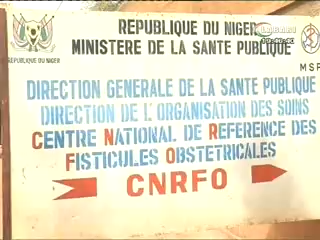 REPUBLIQUE DU NIGER
MINISTERE DE LA SANTE PUBLIQUE
REPUBLIQUE DU NIGER
MSP
DIRECTION GENERALE DE LA SANTE PUBLIQUE
DIRECTION DE L'ORGANISATION DES SOINS
CENTRE NATIONAL DE REFERENCE DES
FISTICULES OBSTETRICALES
CNRFO